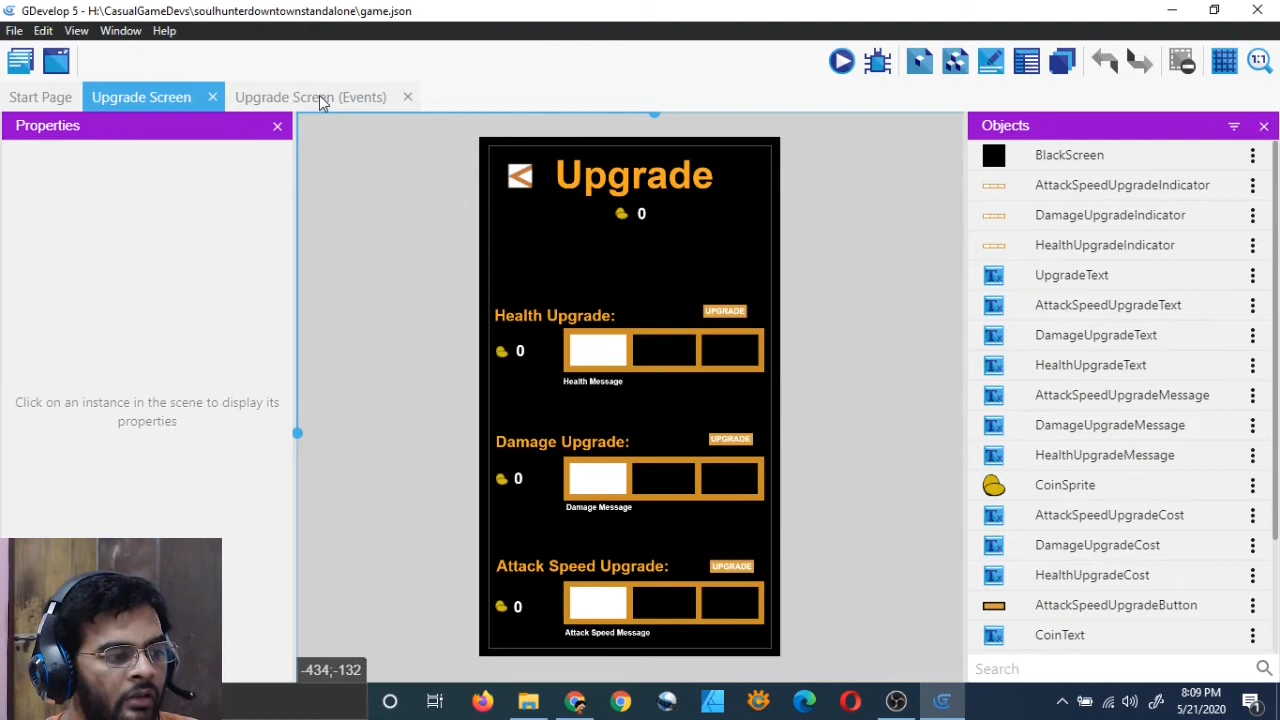 GDevelop 5 - H:\CasualGameDevs\soulhunterdowntownstandalone\game.json
File Edit View Window Help
1:1
Start Page Upgrade Screen Upgrade Screen (Events)
Properties
Click on an instance in the scene to display its
properties
Upgrade
0
Health Upgrade: UPGRADE
0
Health Message
Damage Upgrade: UPGRADE
0
Damage Message
Attack Speed Upgrade: UPGRADE
0
Attack Speed Message
-434;-132
Objects
BlackScreen
AttackSpeedUpgradeIndicator
DamageUpgradeIndicator
HealthUpgradeIndicator
UpgradeText
AttackSpeedUpgradeText
DamageUpgradeText
HealthUpgradeText
AttackSpeedUpgradeMessage
DamageUpgradeMessage
HealthUpgradeMessage
CoinSprite
AttackSpeedUpgradeCost
DamageUpgradeCost
HealthUpgradeCost
AttackSpeedUpgradeButton
CoinText
Search
8:09 PM
5/21/2020